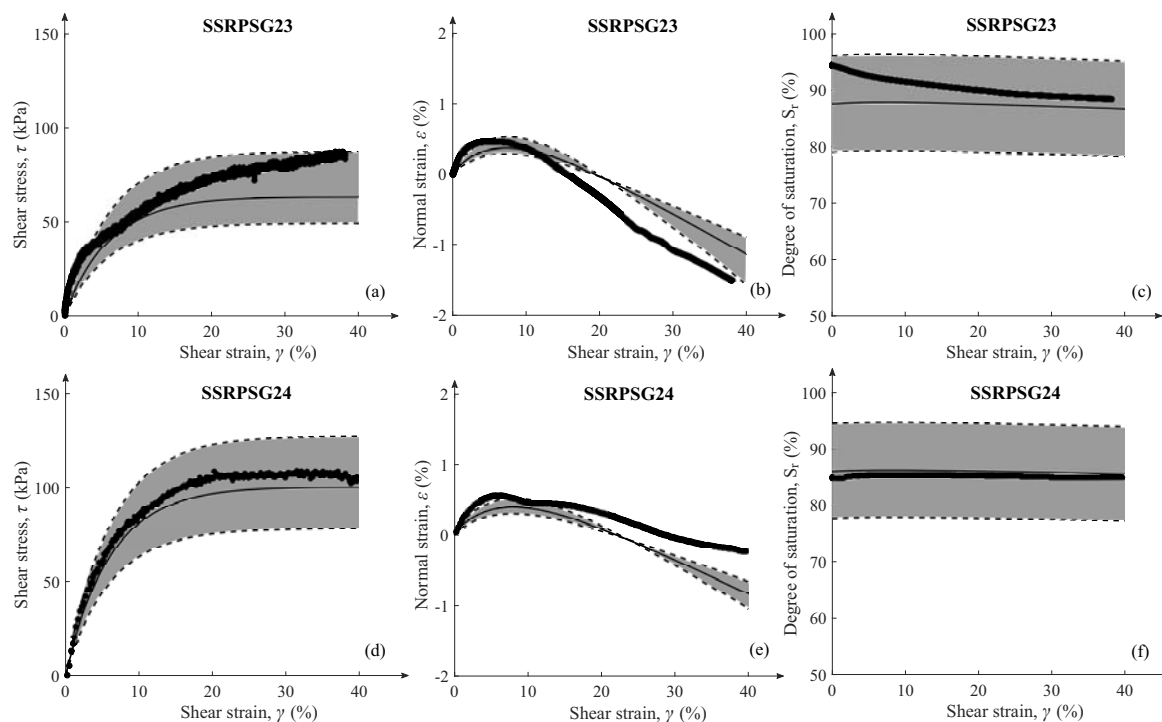 SSRPSG23
150
100
50
0
Shear stress, τ (kPa)
(a)
0 10 20 30 40
Shear strain, γ (%)
SSRPSG23
2
1
0
-1
-2
Normal strain, ε (%)
(b)
0 10 20 30 40
Shear strain, γ (%)
SSRPSG23
100
90
80
70
60
50
Degree of saturation, Sr (%)
(c)
0 10 20 30 40
Shear strain, γ (%)
SSRPSG24
150
100
50
0
Shear stress, τ (kPa)
(d)
0 10 20 30 40
Shear strain, γ (%)
SSRPSG24
2
1
0
-1
-2
Normal strain, ε (%)
(e)
0 10 20 30 40
Shear strain, γ (%)
SSRPSG24
100
90
80
70
60
50
Degree of saturation, Sr (%)
(f)
0 10 20 30 40
Shear strain, γ (%)